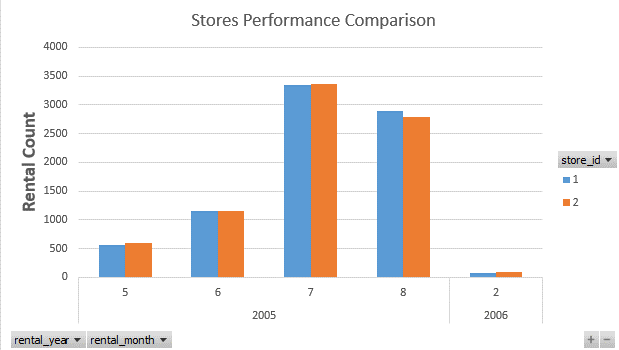 Stores Performance Comparison
Rental Count
4000
3500
3000
2500
2000
1500
1000
500
0
5 6 7 8 2
2005 2006
store_id
1
2
rental_year rental_month
+ −